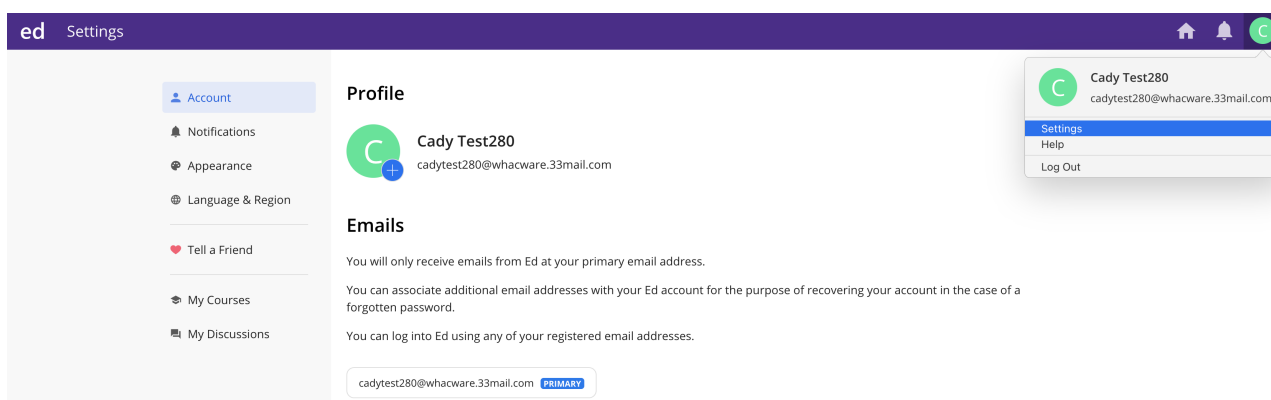 ed Settings
C
Cady Test280
cadytest280@whacware.33mail.com
Settings
Help
Log Out
Account
Notifications
Appearance
Language & Region
Tell a Friend
My Courses
My Discussions
Profile
C
Cady Test280
cadytest280@whacware.33mail.com
Emails
You will only receive emails from Ed at your primary email address.
You can associate additional email addresses with your Ed account for the purpose of recovering your account in the case of a
forgotten password.
You can log into Ed using any of your registered email addresses.
cadytest280@whacware.33mail.com PRIMARY
C